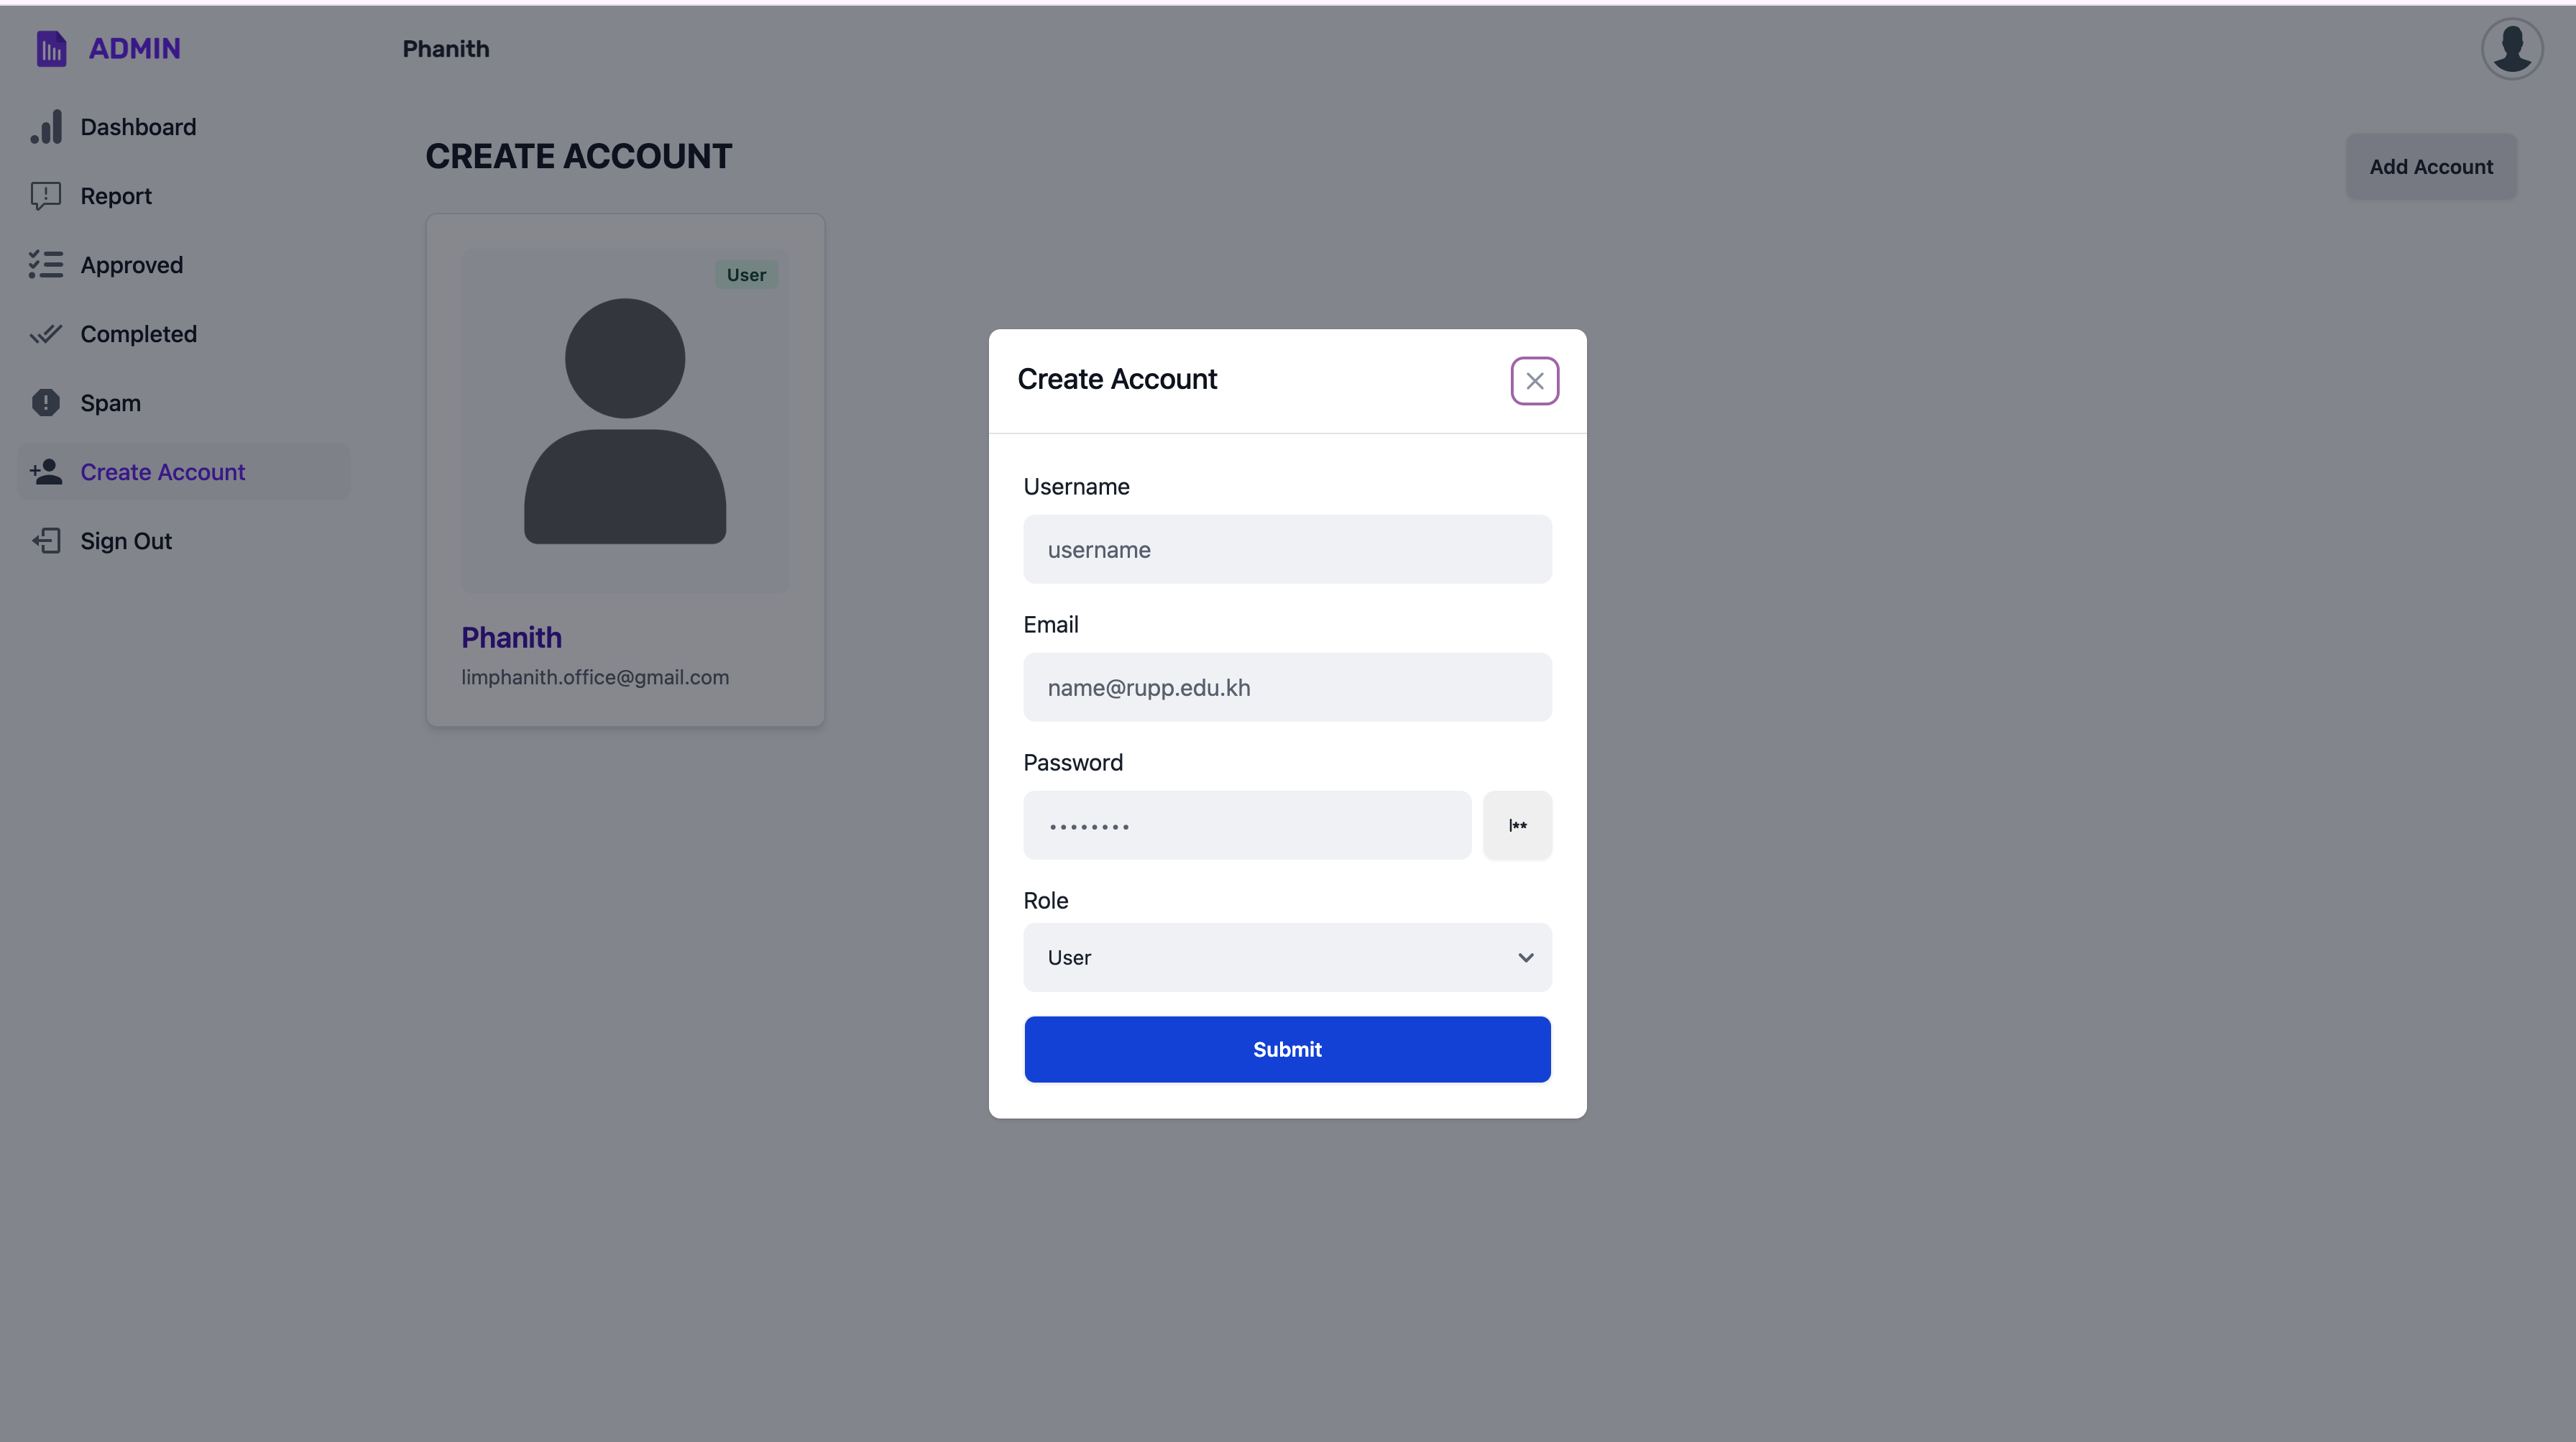 ADMIN
Phanith
Dashboard
Report
Approved
Completed
Spam
Create Account
Sign Out
CREATE ACCOUNT
Add Account
User
Phanith
limphanith.office@gmail.com
Create Account
Username
username
Email
name@rupp.edu.kh
Password
••••••••
|**
Role
User
Submit